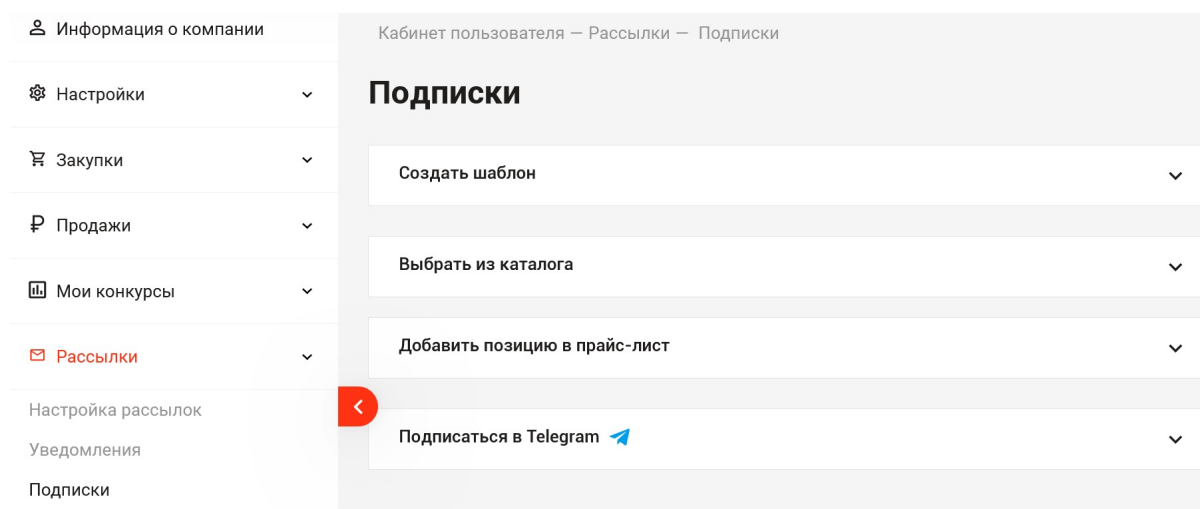 Информация о компании
Настройки
Закупки
Продажи
Мои конкурсы
Рассылки
Настройка рассылок
Уведомления
Подписки
Кабинет пользователя — Рассылки — Подписки
Подписки
Создать шаблон
Выбрать из каталога
Добавить позицию в прайс-лист
Подписаться в Telegram